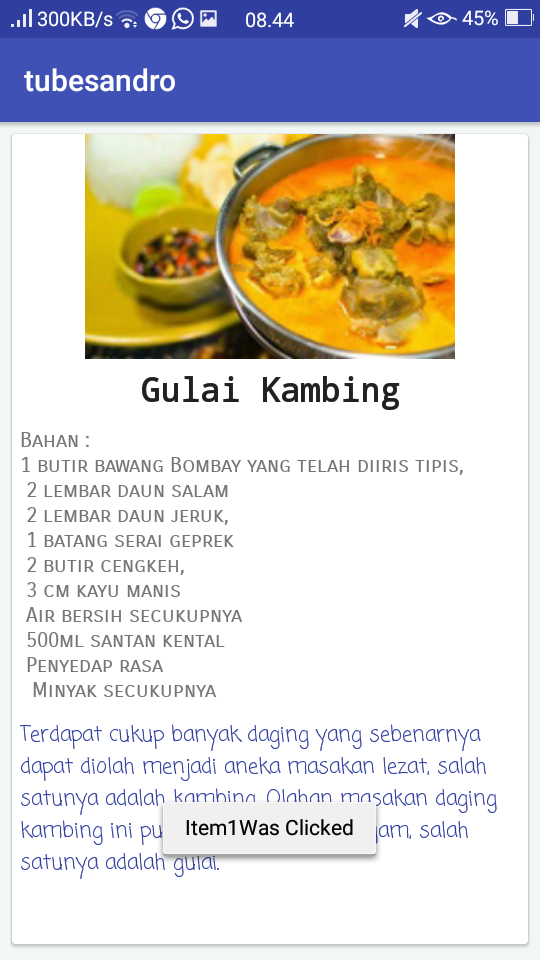 300KB/s 08.44 45%
tubesandro
Gulai Kambing
Bahan :
1 butir bawang Bombay yang telah diiris tipis,
2 lembar daun salam
2 lembar daun jeruk,
1 batang serai geprek
2 butir cengkeh,
3 cm kayu manis
Air bersih secukupnya
500ml santan kental
Penyedap rasa
Minyak secukupnya
Terdapat cukup banyak daging yang sebenarnya
dapat diolah menjadi aneka masakan lezat, salah
satunya adalah kambing. Olahan masakan daging
kambing ini salah
satunya adalah gulai.
Item1Was Clicked